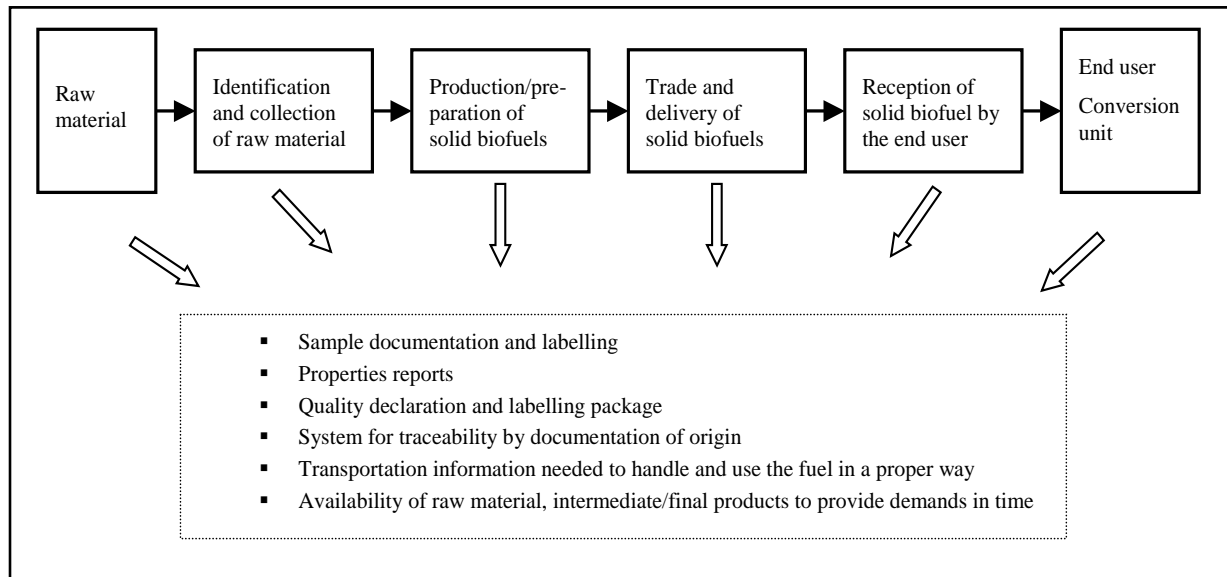 Raw
material
Identification
and collection
of raw material
Production/pre-
paration of
solid biofuels
Trade and
delivery of
solid biofuels
Reception of
solid biofuel by
the end user
End user
Conversion
unit
▪ Sample documentation and labelling
▪ Properties reports
▪ Quality declaration and labelling package
▪ System for traceability by documentation of origin
▪ Transportation information needed to handle and use the fuel in a proper way
▪ Availability of raw material, intermediate/final products to provide demands in time